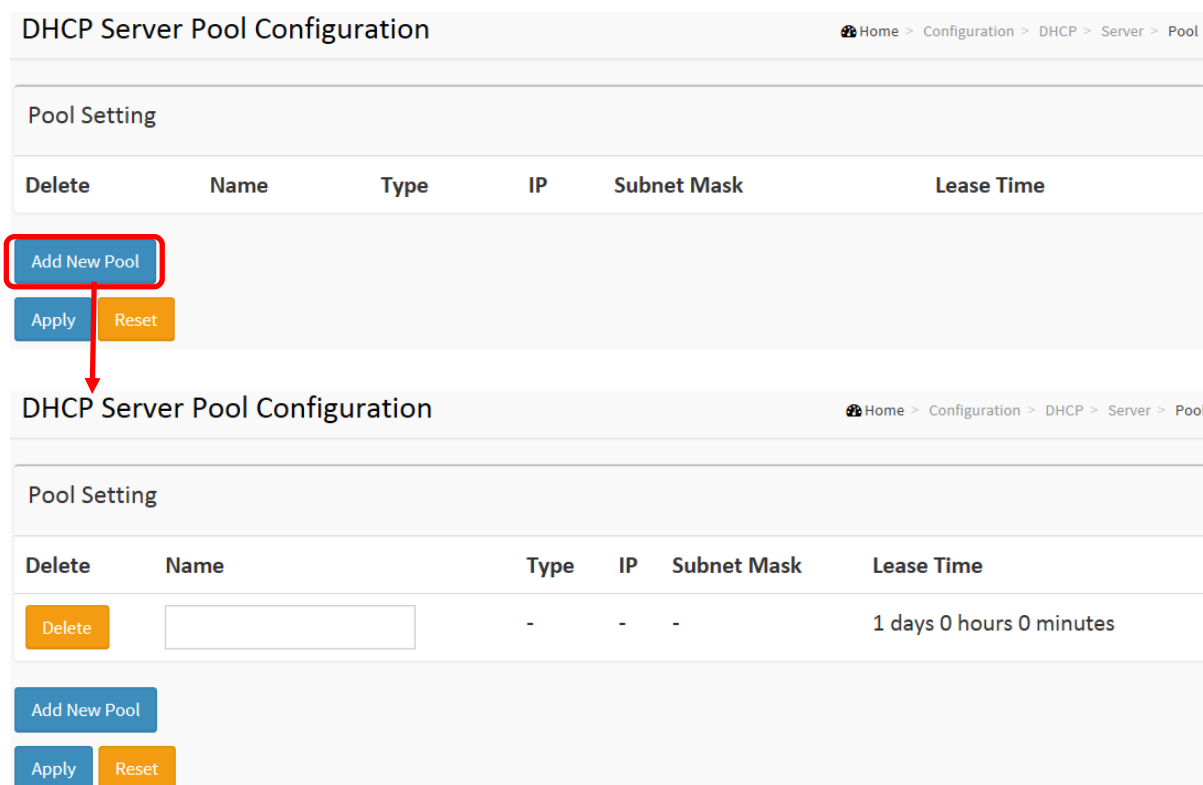 DHCP Server Pool Configuration Home > Configuration > DHCP > Server > Pool
Pool Setting
Delete Name Type IP Subnet Mask Lease Time
Add New Pool
Apply Reset
DHCP Server Pool Configuration Home > Configuration > DHCP > Server > Pool
Pool Setting
Delete Name Type IP Subnet Mask Lease Time
Delete - - - 1 days 0 hours 0 minutes
Add New Pool
Apply Reset